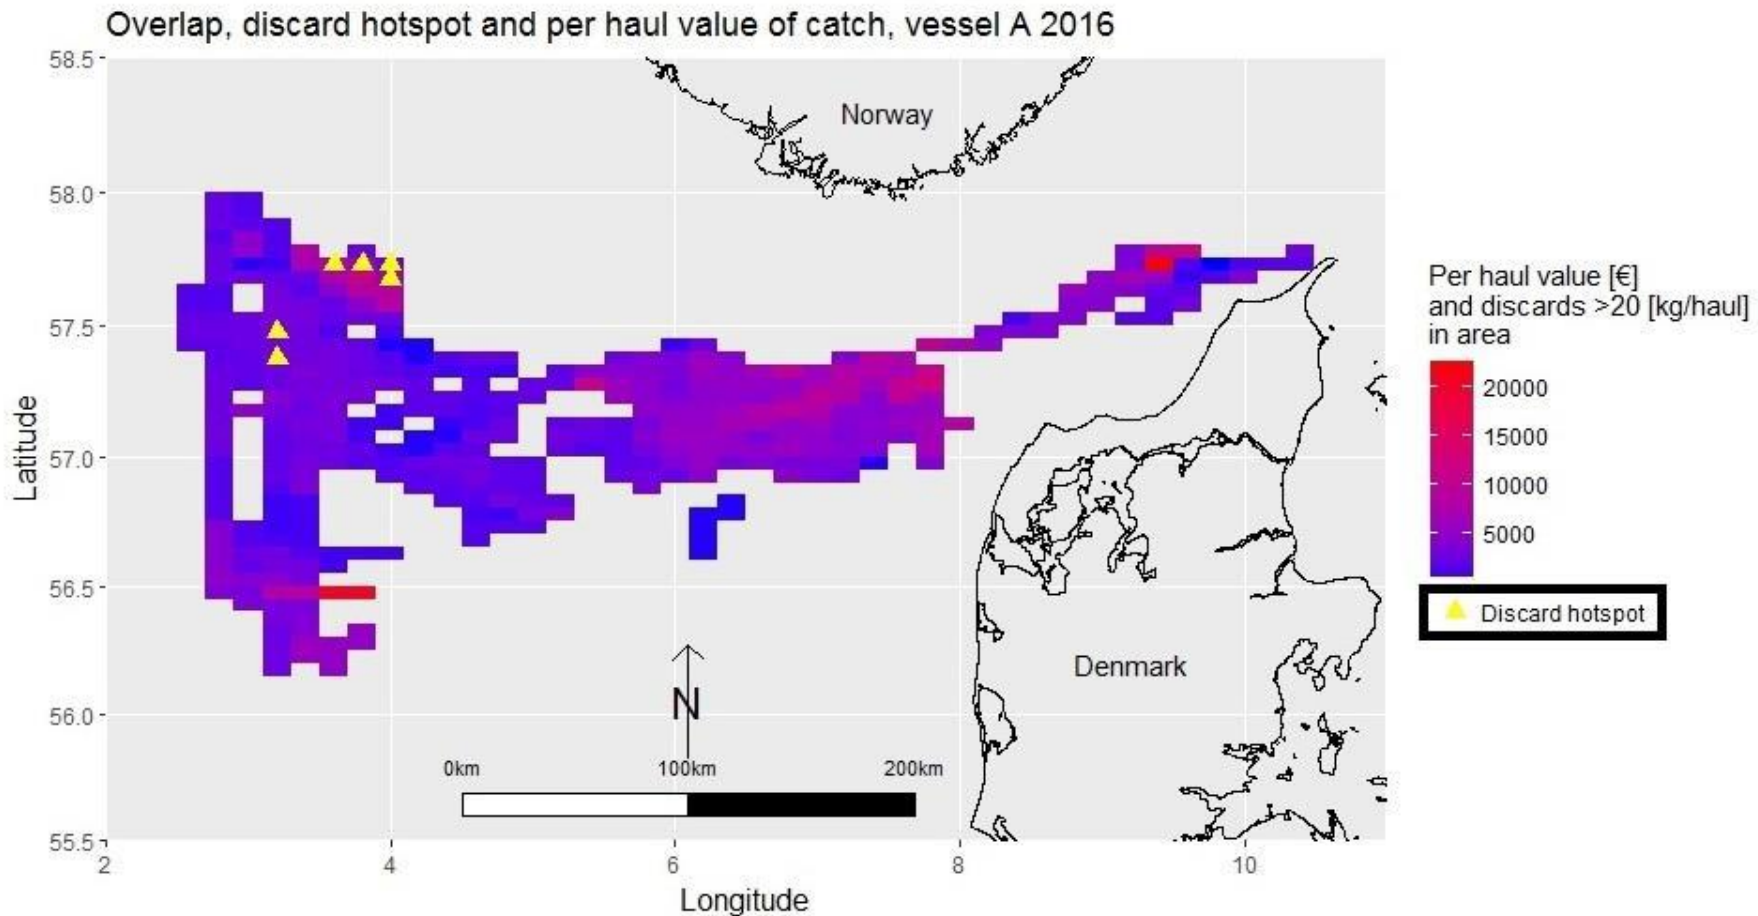 Overlap, discard hotspot and per haul value of catch, vessel A 2016
58.5
58.0
57.5
57.0
56.5
56.0
55.5
Latitude
Norway
Denmark
N
0km 100km 200km
2 4 6 8 10
Longitude
Per haul value [€]
and discards >20 [kg/haul]
in area
20000
15000
10000
5000
Discard hotspot